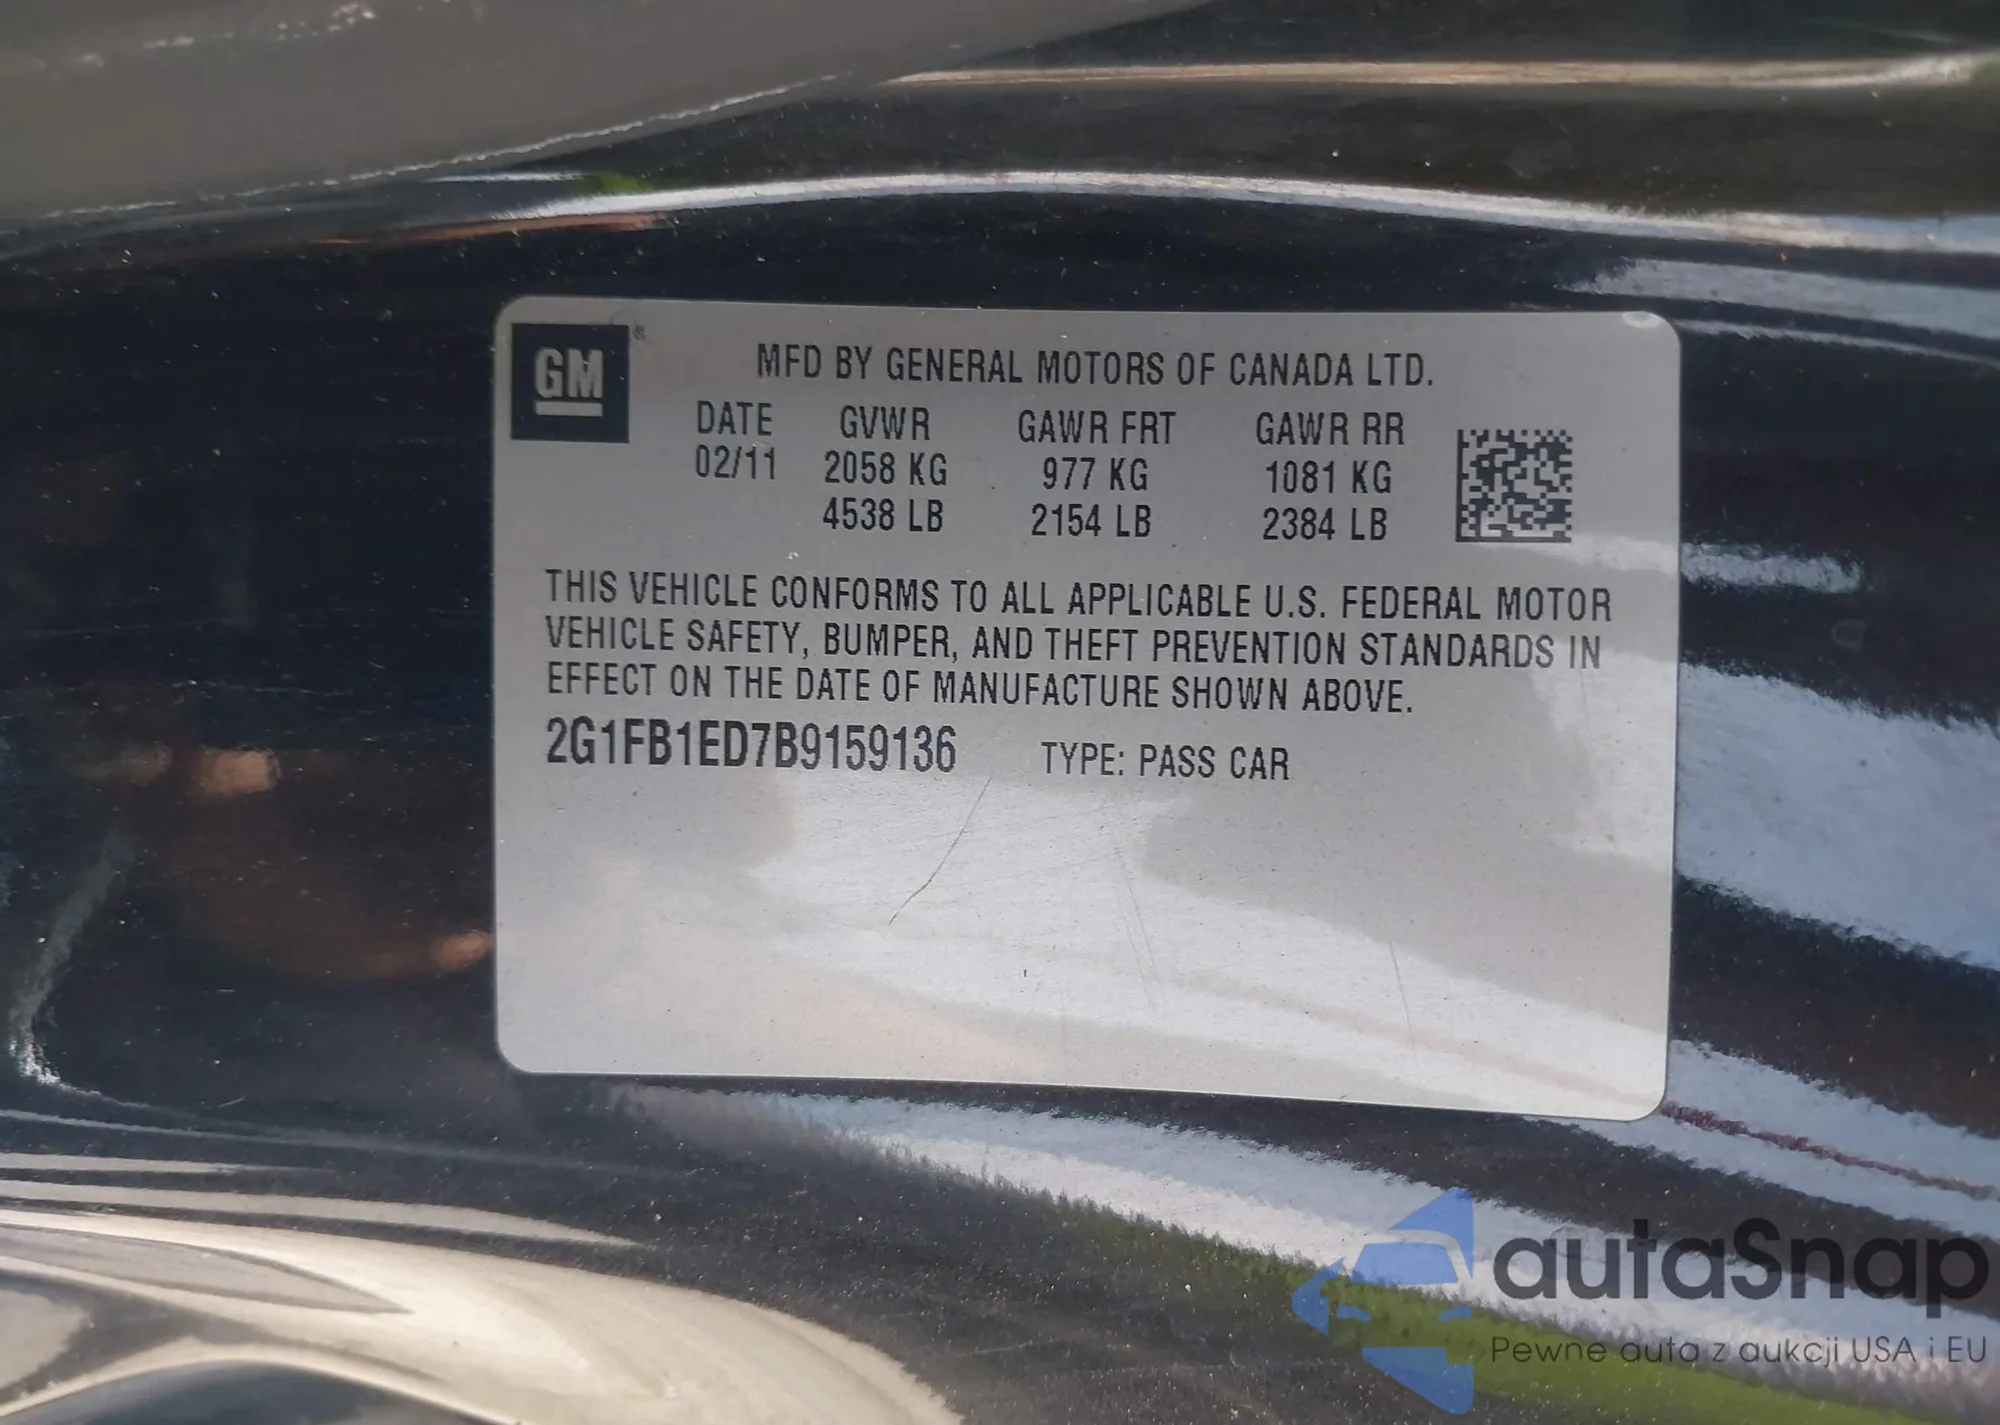 GM
MFD BY GENERAL MOTORS OF CANADA LTD.
DATE GVWR GAWR FRT GAWR RR
02/11 2058 KG 977 KG 1081 KG
4538 LB 2154 LB 2384 LB
THIS VEHICLE CONFORMS TO ALL APPLICABLE U.S. FEDERAL MOTOR
VEHICLE SAFETY, BUMPER, AND THEFT PREVENTION STANDARDS IN
EFFECT ON THE DATE OF MANUFACTURE SHOWN ABOVE.
2G1FB1ED7B9159136 TYPE: PASS CAR
autaSnap
Pewne auta z aukcji USA i EU